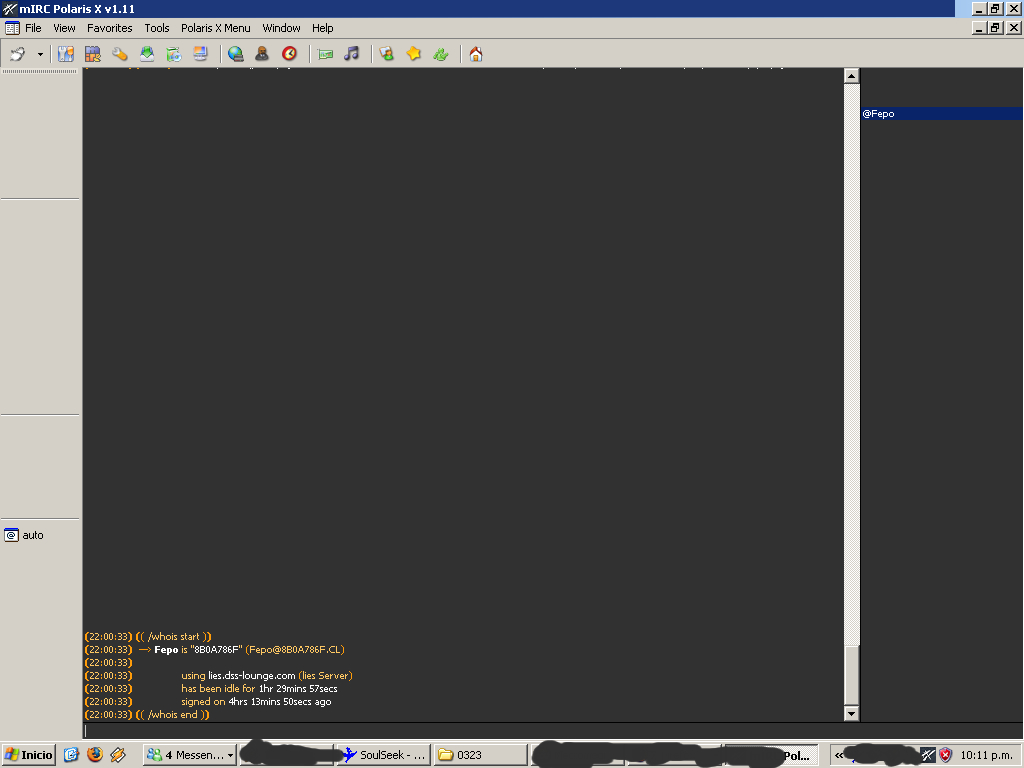 mIRC Polaris X v1.11
File View Favorites Tools Polaris X Menu Window Help
@Fepo
auto
(22:00:33) (( /whois start ))
(22:00:33) --> Fepo is "8B0A786F" (Fepo@8B0A786F.CL)
(22:00:33)
(22:00:33) using lies.dss-lounge.com (lies Server)
(22:00:33) has been idle for 1hr 29mins 57secs
(22:00:33) signed on 4hrs 13mins 50secs ago
(22:00:33) (( /whois end ))
Inicio 4 Messen... SoulSeek - ... 0323 Pol... « 10:11 p.m.